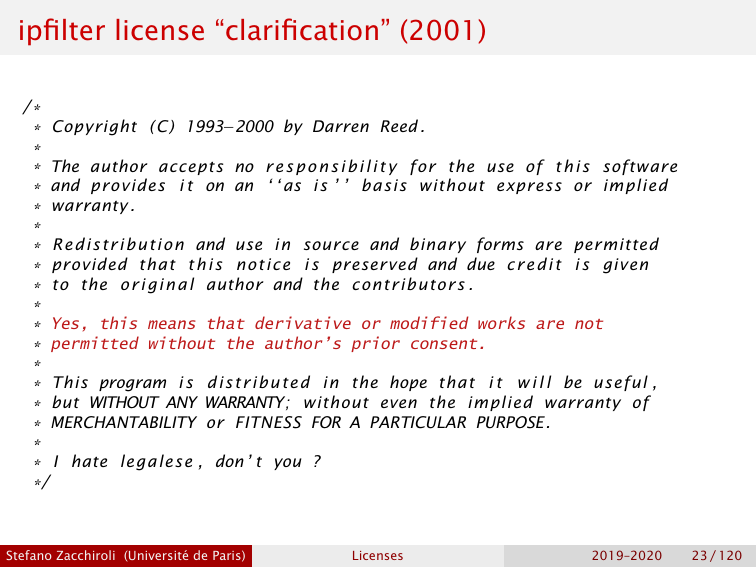 ipfilter license “clarification” (2001)
/*
* Copyright (C) 1993−2000 by Darren Reed.
*
* The author accepts no responsibility for the use of this software
* and provides it on an ‘‘as is’’ basis without express or implied
* warranty.
*
* Redistribution and use in source and binary forms are permitted
* provided that this notice is preserved and due credit is given
* to the original author and the contributors.
*
* Yes, this means that derivative or modified works are not
* permitted without the author’s prior consent.
*
* This program is distributed in the hope that it will be useful,
* but WITHOUT ANY WARRANTY; without even the implied warranty of
* MERCHANTABILITY or FITNESS FOR A PARTICULAR PURPOSE.
*
* I hate legalese, don’t you ?
*/
Stefano Zacchiroli (Université de Paris) Licenses 2019–2020 23 / 120